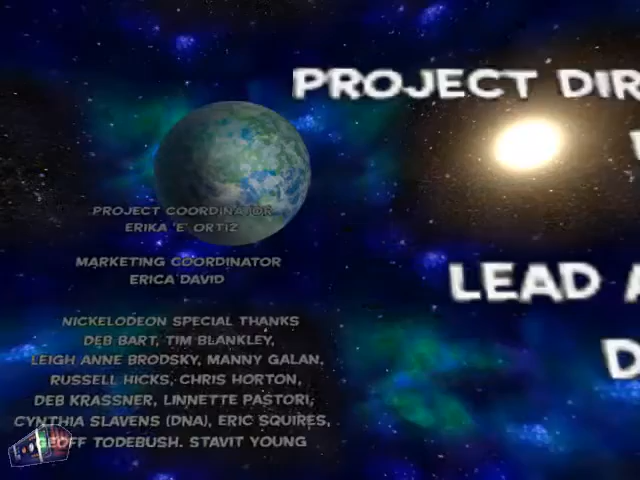 PROJECT DIR
PROJECT COORDINATOR
ERIKA 'E' ORTIZ
MARKETING COORDINATOR
ERICA DAVID
LEAD A
D
NICKELODEON SPECIAL THANKS
DEB BART, TIM BLANKLEY,
LEIGH ANNE BRODSKY, MANNY GALAN,
RUSSELL HICKS, CHRIS HORTON,
DEB KRASSNER, LINNETTE PASTORI,
CYNTHIA SLAVENS (DNA), ERIC SQUIRES,
GEOFF TODEBUSH. STAVIT YOUNG